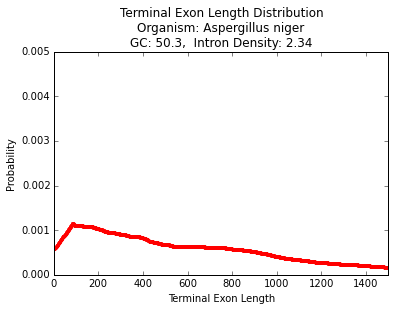 Terminal Exon Length Distribution
Organism: Aspergillus niger
GC: 50.3,  Intron Density: 2.34
0.005
0.004
0.003
0.002
0.001
0.000
Probability
0
200
400
600
800
1000
1200
1400
Terminal Exon Length